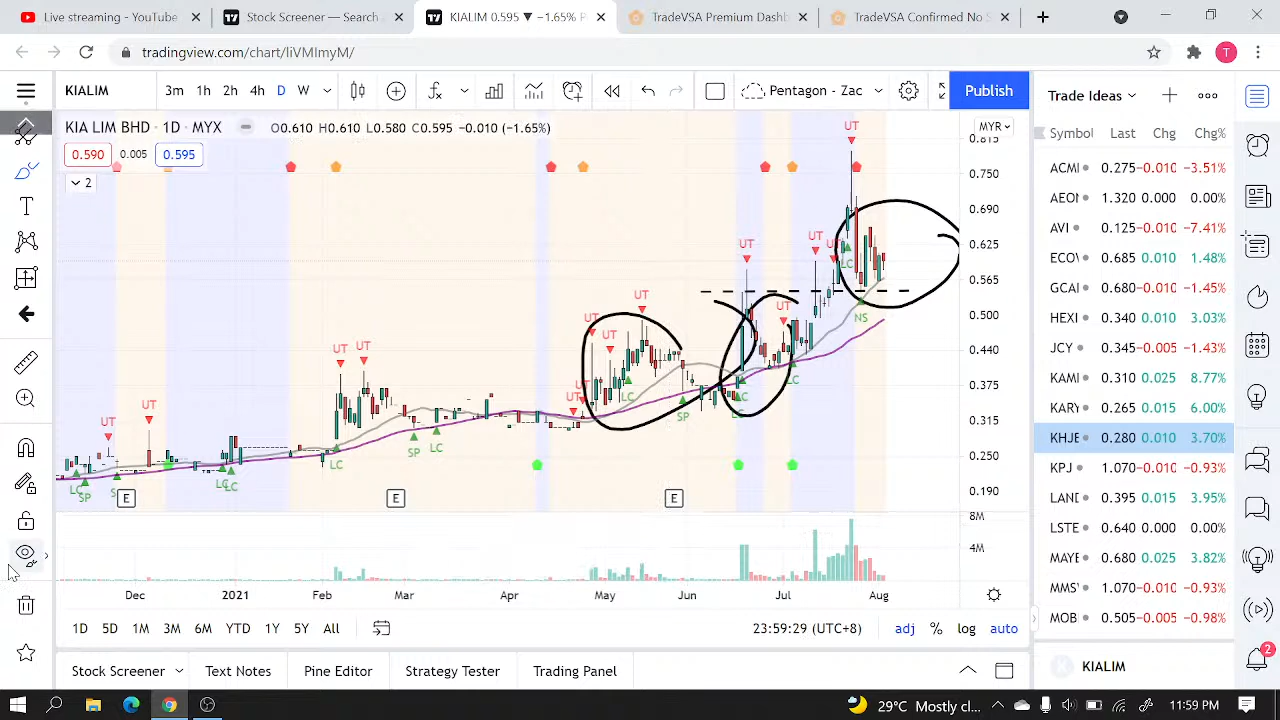 live streaming - YouTube
Stock Screener — Search
KIALIM 0.595 ▼ −1.65% P
TradeVSA Premium Dashb
TradeVSA Confirmed No S
tradingview.com/chart/liVMImyM/
T
KIALIM
3m 1h 2h 4h D W
Pentagon - Zac
Publish
Trade Ideas
KIA LIM BHD · 1D · MYX
O0.610 H0.610 L0.580 C0.595 −0.010 (−1.65%)
MYR
0.590 0.005 0.595
2
Symbol Last Chg Chg%
ACMI 0.275 −0.010 −3.51%
AEON 1.320 0.000 0.00%
AVI 0.125 −0.010 −7.41%
ECOV 0.685 0.010 1.48%
GCAI 0.680 −0.010 −1.45%
HEXI 0.340 0.010 3.03%
JCY 0.345 −0.005 −1.43%
KAMI 0.310 0.025 8.77%
KARY 0.265 0.015 6.00%
KHJE 0.280 0.010 3.70%
KPJ 1.070 −0.010 −0.93%
LAND 0.395 0.015 3.95%
LSTE 0.640 0.000 0.00%
MAYE 0.680 0.025 3.82%
MMS 1.070 −0.010 −0.93%
MOB 0.505 −0.005 −0.98%
0.815
0.750
0.690
0.625
0.565
0.500
0.440
0.375
0.315
0.250
0.190
8M
4M
UT
UT
UT
UT
UT
LC
UT
UT
UT
NS
UT
UT
UT
UT
UT
LC
LC
LC
SP
UT
UT
LC
SP
LC
LC
LC
LC
SP
E
E
E
Dec 2021 Feb Mar Apr May Jun Jul Aug
1D 5D 1M 3M 6M YTD 1Y 5Y All
23:59:29 (UTC+8)
adj % log auto
Stock Screener Text Notes Pine Editor Strategy Tester Trading Panel
KIALIM
2
29°C Mostly cl...
11:59 PM